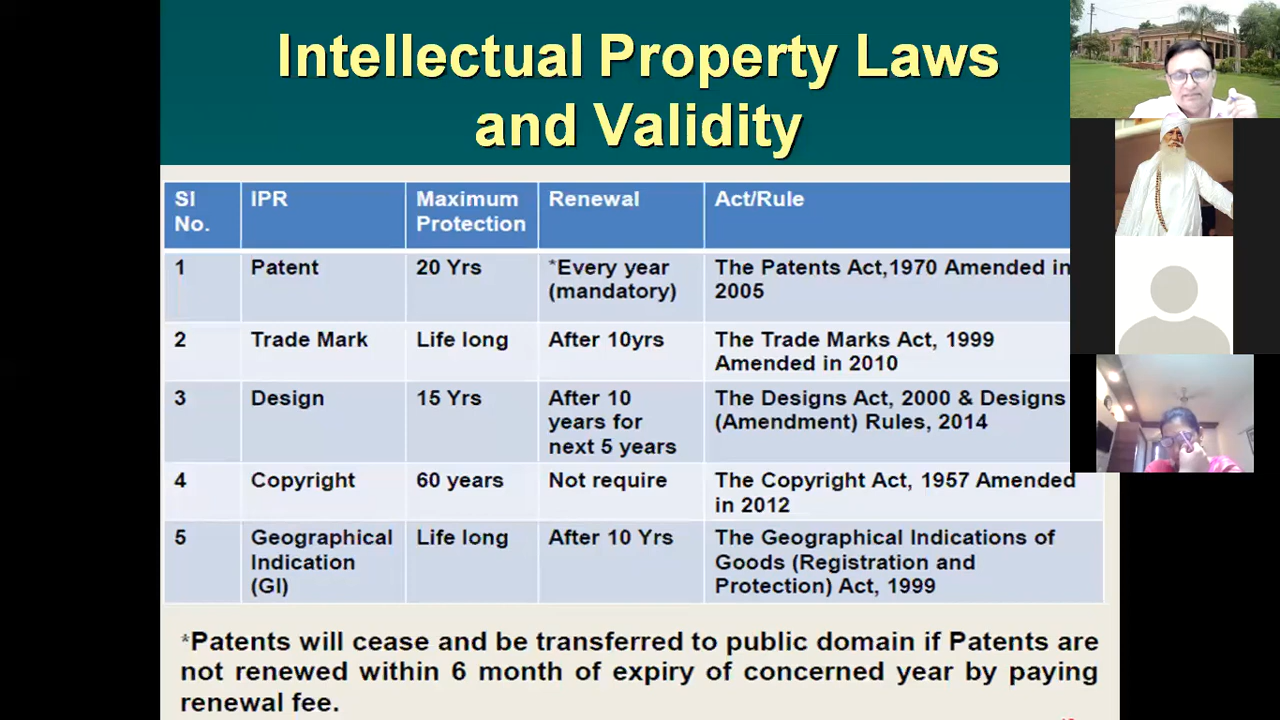 Intellectual Property Laws
and Validity
SI No. IPR Maximum Protection Renewal Act/Rule
1 Patent 20 Yrs *Every year (mandatory) The Patents Act,1970 Amended in 2005
2 Trade Mark Life long After 10yrs The Trade Marks Act, 1999 Amended in 2010
3 Design 15 Yrs After 10 years for next 5 years The Designs Act, 2000 & Designs (Amendment) Rules, 2014
4 Copyright 60 years Not require The Copyright Act, 1957 Amended in 2012
5 Geographical Indication (GI) Life long After 10 Yrs The Geographical Indications of Goods (Registration and Protection) Act, 1999
*Patents will cease and be transferred to public domain if Patents are
not renewed within 6 month of expiry of concerned year by paying
renewal fee.